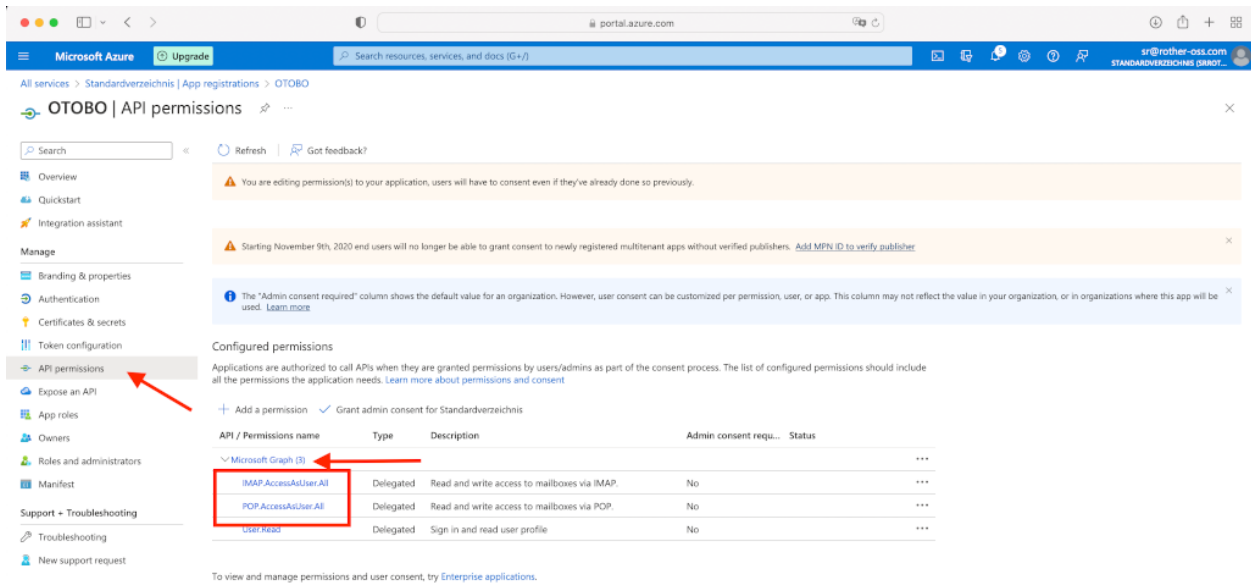 portal.azure.com
Microsoft Azure
Upgrade
Search resources, services, and docs (G+/)
5
sr@rother-oss.com
STANDARDVERZEICHNIS (SRROT...
All services > Standardverzeichnis | App registrations > OTOBO
OTOBO | API permissions
Search
Refresh
Got feedback?
Overview
Quickstart
Integration assistant
Manage
Branding & properties
Authentication
Certificates & secrets
Token configuration
API permissions
Expose an API
App roles
Owners
Roles and administrators
Manifest
Support + Troubleshooting
Troubleshooting
New support request
You are editing permission(s) to your application, users will have to consent even if they've already done so previously.
Starting November 9th, 2020 end users will no longer be able to grant consent to newly registered multitenant apps without verified publishers. Add MPN ID to verify publisher
The "Admin consent required" column shows the default value for an organization. However, user consent can be customized per permission, user, or app. This column may not reflect the value in your organization, or in organizations where this app will be
used. Learn more
Configured permissions
Applications are authorized to call APIs when they are granted permissions by users/admins as part of the consent process. The list of configured permissions should include
all the permissions the application needs. Learn more about permissions and consent
Add a permission
Grant admin consent for Standardverzeichnis
API / Permissions name Type Description Admin consent requ... Status
Microsoft Graph (3)
IMAP.AccessAsUser.All Delegated Read and write access to mailboxes via IMAP. No
POP.AccessAsUser.All Delegated Read and write access to mailboxes via POP. No
User.Read Delegated Sign in and read user profile No
To view and manage permissions and user consent, try Enterprise applications.